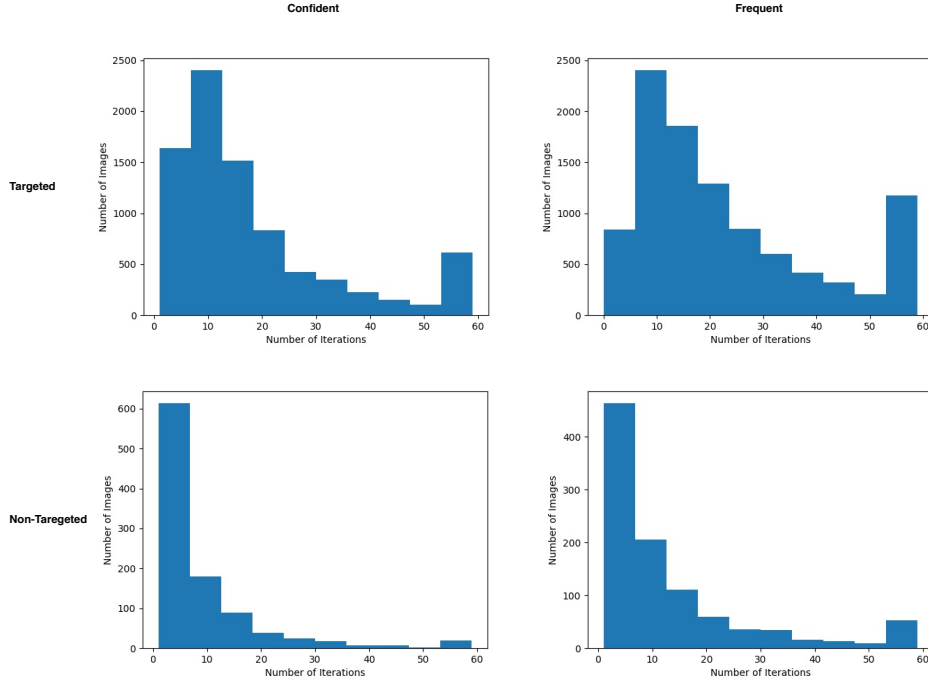 Confident
Frequent
Targeted
Number of Images
2500
2000
1500
1000
500
0
0 10 20 30 40 50 60
Number of Iterations
Number of Images
2500
2000
1500
1000
500
0
0 10 20 30 40 50 60
Number of Iterations
Non-Taregeted
Number of Images
600
500
400
300
200
100
0
0 10 20 30 40 50 60
Number of Iterations
Number of Images
400
300
200
100
0
0 10 20 30 40 50 60
Number of Iterations